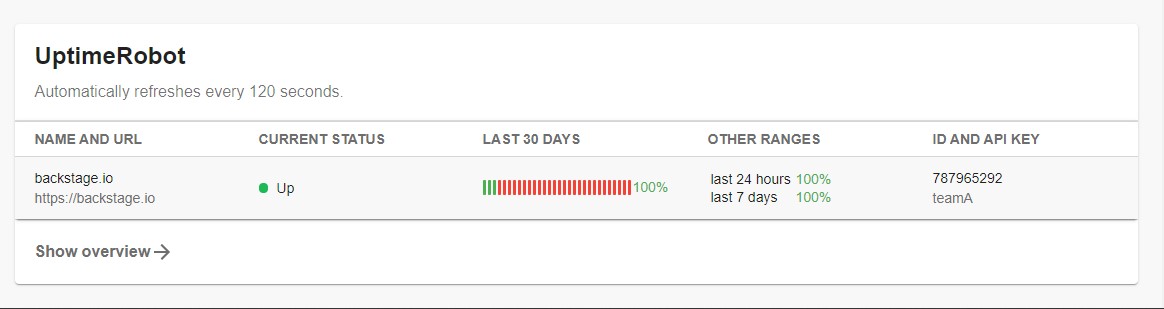 UptimeRobot
Automatically refreshes every 120 seconds.
NAME AND URL CURRENT STATUS LAST 30 DAYS OTHER RANGES ID AND API KEY
backstage.io
https://backstage.io
Up
100%
last 24 hours 100%
last 7 days 100%
787965292
teamA
Show overview